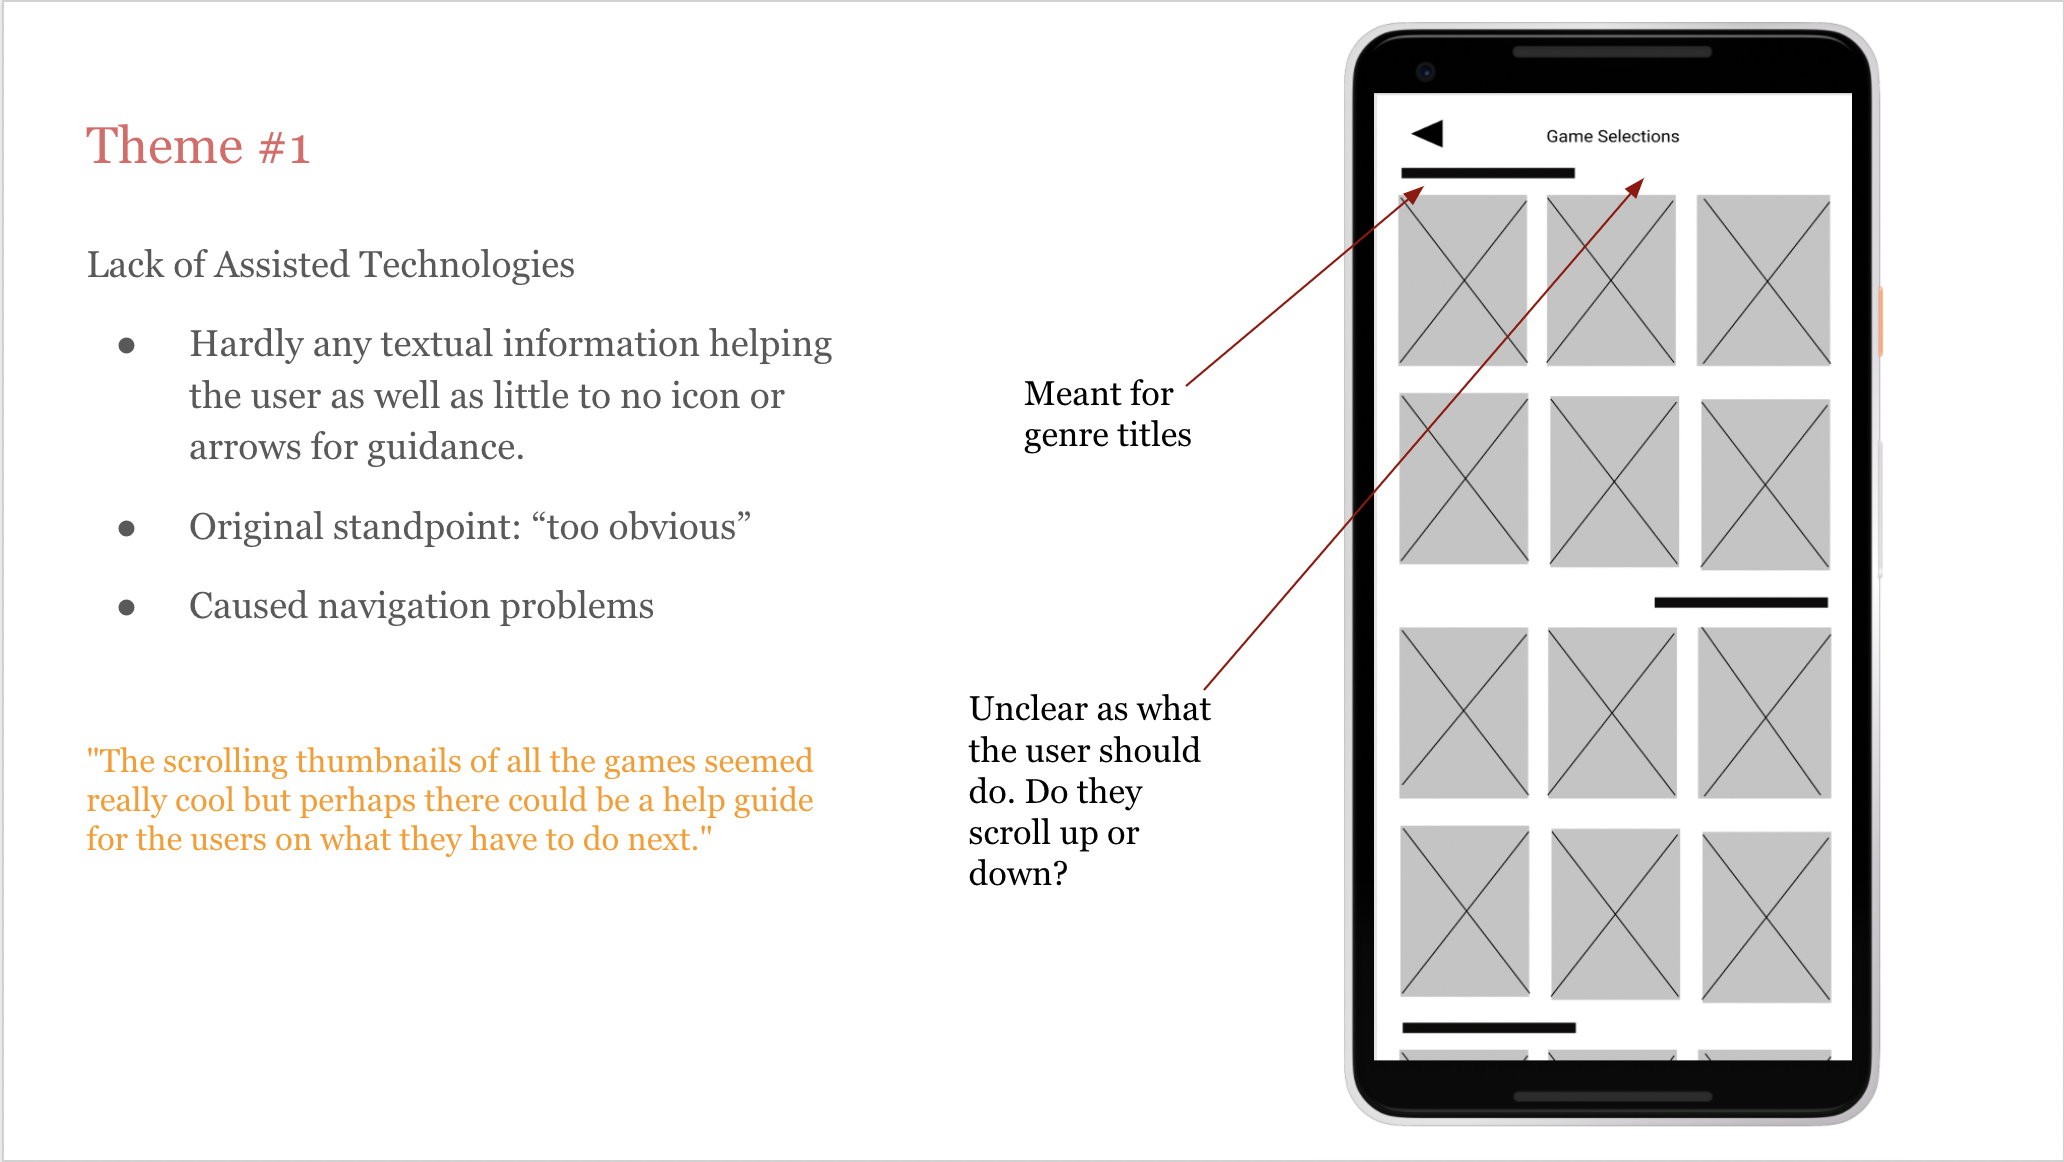 Theme #1
Lack of Assisted Technologies
● Hardly any textual information helping
the user as well as little to no icon or
arrows for guidance.
● Original standpoint: “too obvious”
● Caused navigation problems
"The scrolling thumbnails of all the games seemed
really cool but perhaps there could be a help guide
for the users on what they have to do next."
Meant for
genre titles
Unclear as what
the user should
do. Do they
scroll up or
down?
Game Selections